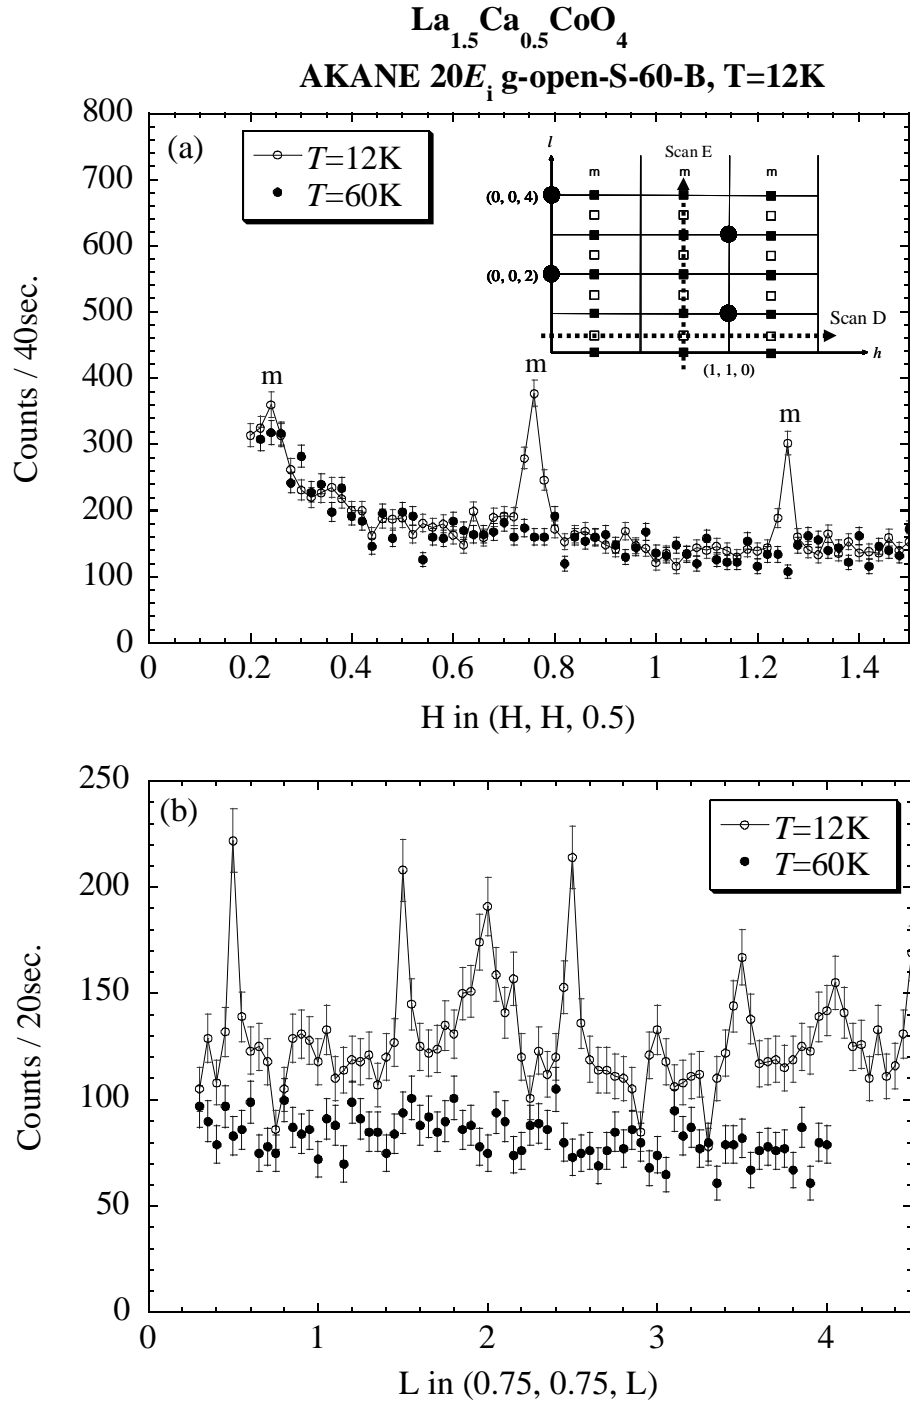 La1.5Ca0.5CoO4
AKANE 20Ei g-open-S-60-B, T=12K
800
700
600
500
400
300
200
100
0
Counts / 40sec.
(a)
T=12K
T=60K
l
Scan E
m m m
(0, 0, 4)
(0, 0, 2)
Scan D
h
(1, 1, 0)
m
m
m
0 0.2 0.4 0.6 0.8 1 1.2 1.4
H in (H, H, 0.5)
250
200
150
100
50
0
Counts / 20sec.
(b)
T=12K
T=60K
0 1 2 3 4
L in (0.75, 0.75, L)